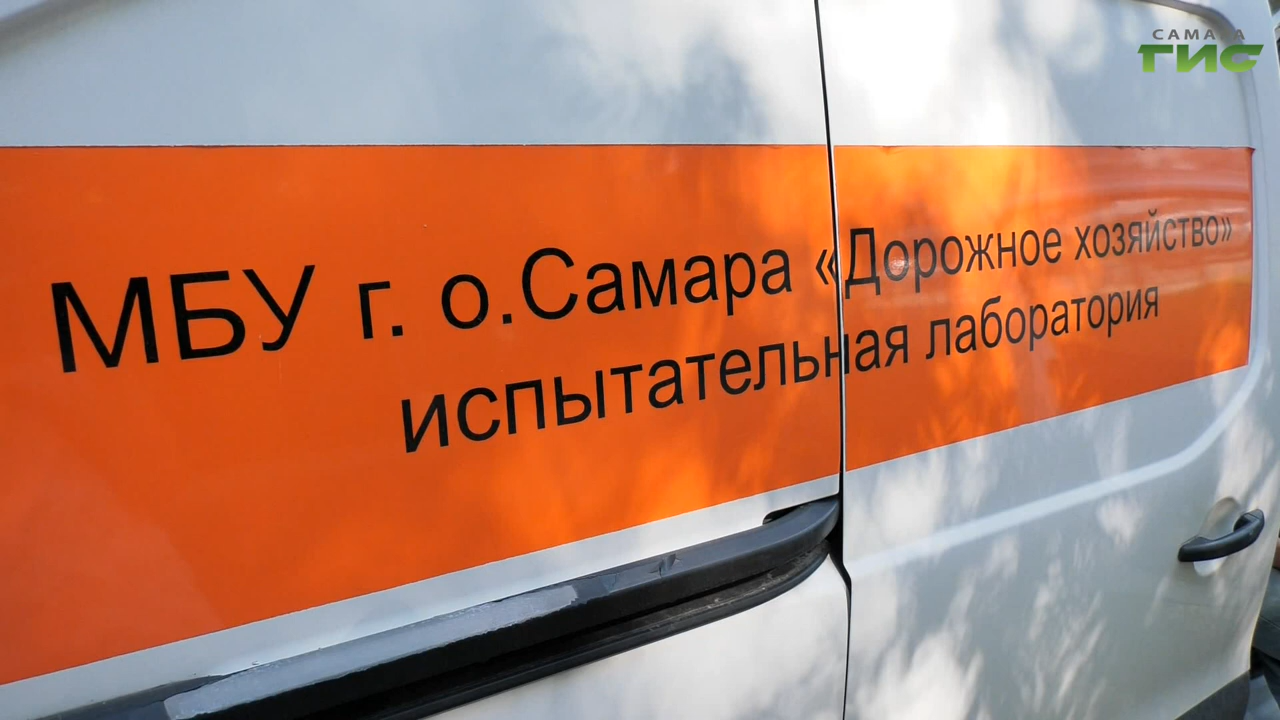 САМАРА
ГИС
МБУ г. о.Самара «Дорожное хозяйство»
испытательная лаборатория